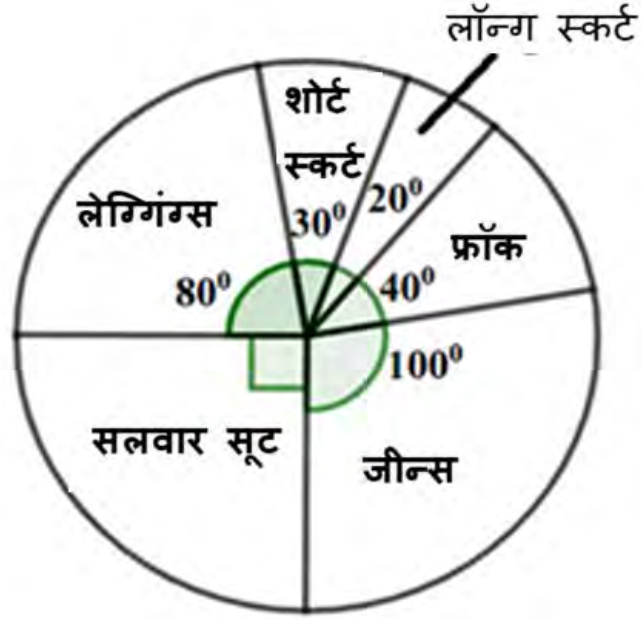 लॉन्ग स्कर्ट
शोर्ट
स्कर्ट
लेग्गिंग्स
30⁰
20⁰
फ्रॉक
80⁰
40⁰
100⁰
सलवार सूट
जीन्स